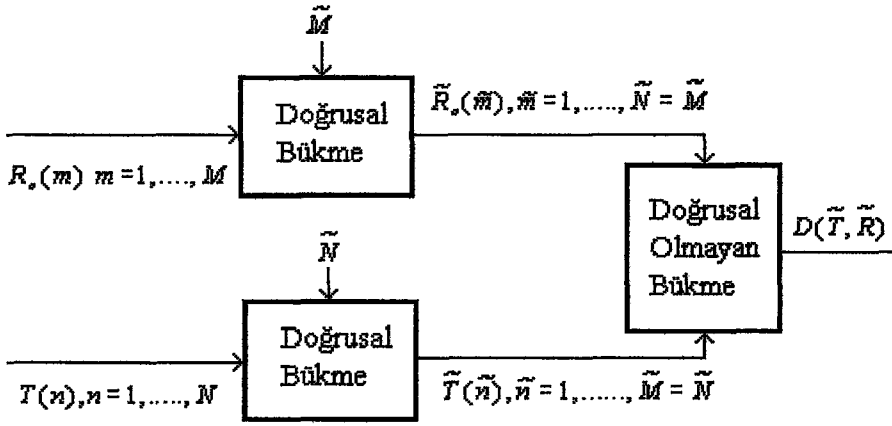 M̃
Doğrusal
Bükme
R̃ₑ(m̃), m̃ = 1,....., Ñ = M̃
Rₑ(m) m = 1,...., M
Doğrusal
Olmayan
Bükme
D(T̃, R̃)
Ñ
Doğrusal
Bükme
T(n), n = 1,....., N
T̃(ñ), ñ = 1,......, M̃ = Ñ